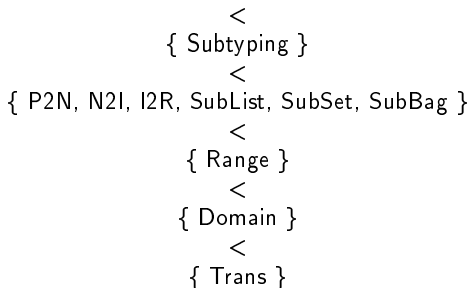 <
{ Subtyping }
<
{ P2N, N2I, I2R, SubList, SubSet, SubBag }
<
{ Range }
<
{ Domain }
<
{ Trans }